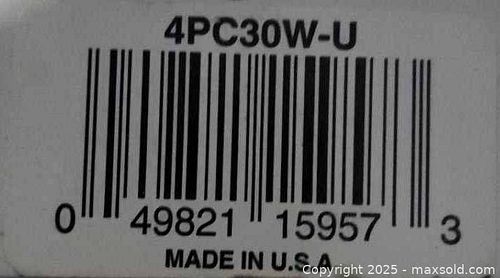 4PC30W-U
0 49821 15957 3
MADE IN U.S.A
Copyright 2025 - maxsold.com